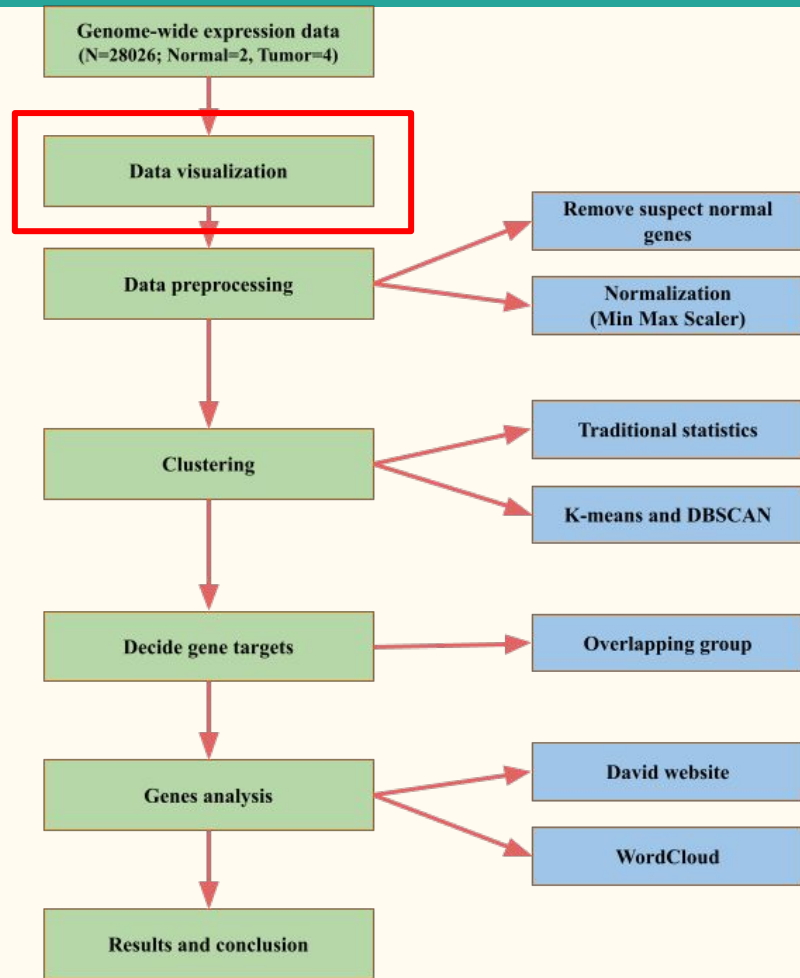 Genome-wide expression data
(N=28026; Normal=2, Tumor=4)
Data visualization
Data preprocessing
Remove suspect normal
genes
Normalization
(Min Max Scaler)
Clustering
Traditional statistics
K-means and DBSCAN
Decide gene targets
Overlapping group
Genes analysis
David website
WordCloud
Results and conclusion